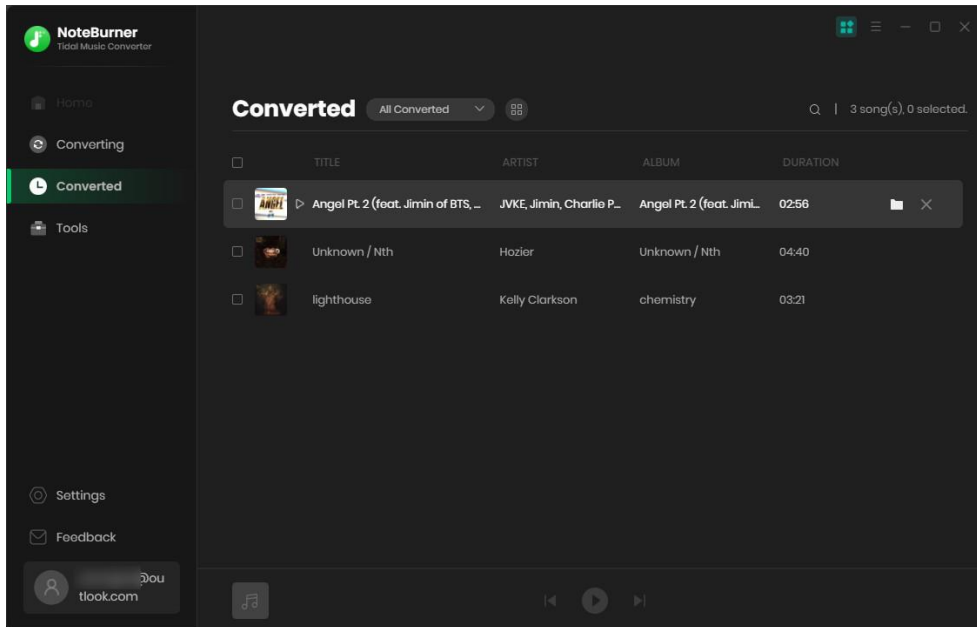 NoteBurner
Tidal Music Converter
Home
Converting
Converted
Tools
Settings
Feedback
@outlook.com
Converted
All Converted
3 song(s), 0 selected.
TITLE ARTIST ALBUM DURATION
ANGEL
Angel Pt. 2 (feat. Jimin of BTS, ... JVKE, Jimin, Charlie P... Angel Pt. 2 (feat. Jimi... 02:56
Unknown / Nth Hozier Unknown / Nth 04:40
lighthouse Kelly Clarkson chemistry 03:21